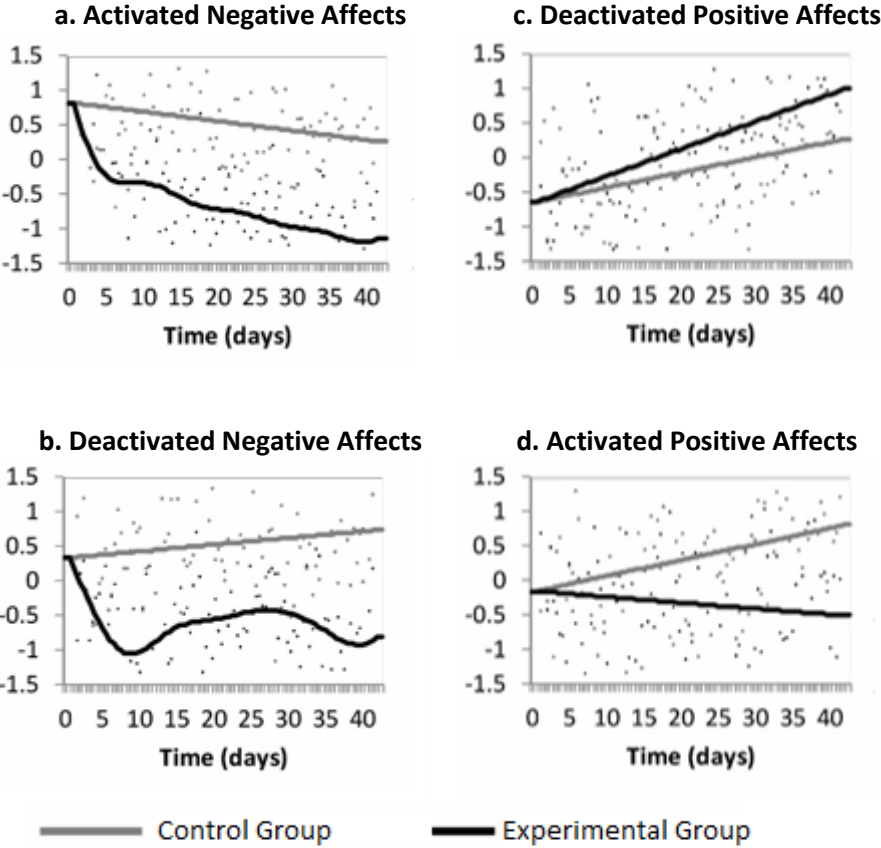 a. Activated Negative Affects
1.5
1
0.5
0
-0.5
-1
-1.5
0 5 10 15 20 25 30 35 40
Time (days)
c. Deactivated Positive Affects
1.5
1
0.5
0
-0.5
-1
-1.5
0 5 10 15 20 25 30 35 40
Time (days)
b. Deactivated Negative Affects
1.5
1
0.5
0
-0.5
-1
-1.5
0 5 10 15 20 25 30 35 40
Time (days)
d. Activated Positive Affects
1.5
1
0.5
0
-0.5
-1
-1.5
0 5 10 15 20 25 30 35 40
Time (days)
Control Group
Experimental Group